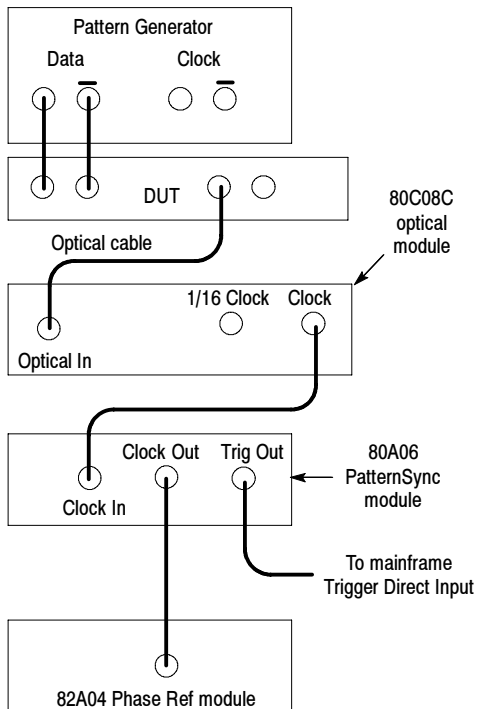 Pattern Generator
Data
Clock
DUT
80C08C
optical
module
Optical cable
1/16 Clock
Clock
Optical In
Clock Out
Trig Out
80A06
PatternSync
module
Clock In
To mainframe
Trigger Direct Input
82A04 Phase Ref module